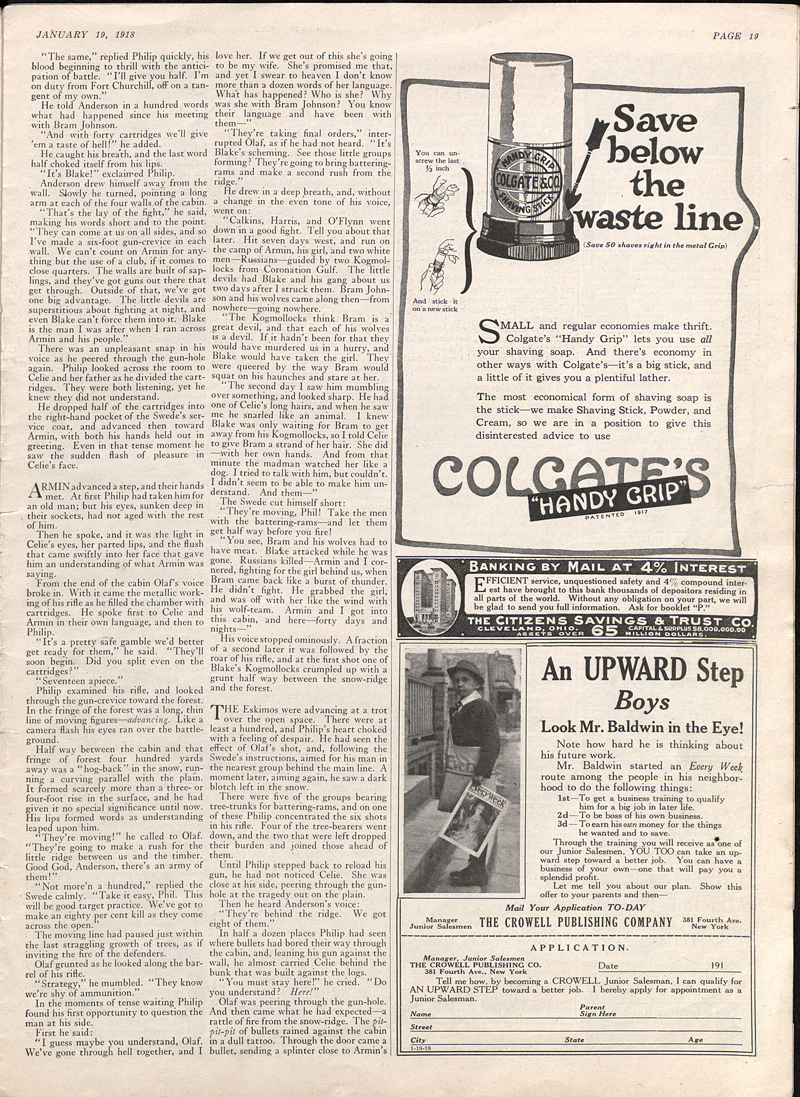 JANUARY 19, 1918
PAGE 19
"The same," replied Philip quickly, his
blood beginning to thrill with the antici-
pation of battle. "I'll give you half. I'm
on duty from Fort Churchill, off on a tan-
gent of my own."
He told Anderson in a hundred words
what had happened since his meeting
with Bram Johnson.
"And with forty cartridges we'll give
'em a taste of hell!" he added.
He caught his breath, and the last word
half choked itself from his lips.
"It's Blake!" exclaimed Philip.
Anderson drew himself away from the
wall. Slowly he turned, pointing a long
arm at each of the four walls of the cabin.
"That's the lay of the fight," he said,
making his words short and to the point.
"They can come at us on all sides, and so
I've made a six-foot gun-crevice in each
wall. We can't count on Armin for any-
thing but the use of a club, if it comes to
close quarters. The walls are built of sap-
lings, and they've got guns out there that
get through. Outside of that, we've got
one big advantage. The little devils are
superstitious about fighting at night, and
even Blake can't force them into it. Blake
is the man I was after when I ran across
Armin and his people."
There was an unpleasant snap in his
voice as he peered through the gun-hole
again. Philip looked across the room to
Celie and her father as he divided the cart-
ridges. They were both listening, yet he
knew they did not understand.
He dropped half of the cartridges into
the right-hand pocket of the Swede's ser-
vice coat, and advanced then toward
Armin, with both his hands held out in
greeting. Even in that tense moment he
saw the sudden flash of pleasure in
Celie's face.
ARMIN advanced a step, and their hands
met. At first Philip had taken him for
an old man; but his eyes, sunken deep in
their sockets, had not aged with the rest
of him.
Then he spoke, and it was the light in
Celie's eyes, her parted lips, and the flush
that came swiftly into her face that gave
him an understanding of what Armin was
saying.
From the end of the cabin Olaf's voice
broke in. With it came the metallic work-
ing of his rifle as he filled the chamber with
cartridges. He spoke first to Celie and
Armin in their own language, and then to
Philip.
"It's a pretty safe gamble we'd better
get ready for them," he said. "They'll
soon begin. Did you split even on the
cartridges?"
"Seventeen apiece."
Philip examined his rifle, and looked
through the gun-crevice toward the forest.
In the fringe of the forest was a long, thin
line of moving figures—advancing. Like a
camera flash his eyes ran over the battle-
ground.
Half way between the cabin and that
fringe of forest four hundred yards
away was a "hog-back" in the snow, run-
ning a curving parallel with the plain.
It formed scarcely more than a three- or
four-foot rise in the surface, and he had
given it no special significance until now.
His lips formed words as understanding
leaped upon him.
"They're moving!" he called to Olaf.
"They're going to make a rush for the
little ridge between us and the timber.
Good God, Anderson, there's an army of
them!"
"Not more'n a hundred," replied the
Swede calmly. "Take it easy, Phil. This
will be good target practice. We've got to
make an eighty per cent kill as they come
across the open."
The moving line had paused just within
the last straggling growth of trees, as if
inviting the fire of the defenders.
Olaf grunted as he looked along the bar-
rel of his rifle.
"Strategy," he mumbled. "They know
we're shy of ammunition."
In the moments of tense waiting Philip
found his first opportunity to question the
man at his side.
First he said:
"I guess maybe you understand, Olaf.
We've gone through hell together, and I
love her. If we get out of this she's going
to be my wife. She's promised me that,
and yet I swear to heaven I don't know
more than a dozen words of her language.
What has happened? Who is she? Why
was she with Bram Johnson? You know
their language and have been with
them—"
"They're taking final orders," inter-
rupted Olaf, as if he had not heard. "It's
Blake's scheming. See those little groups
forming? They're going to bring battering-
rams and make a second rush from the
ridge."
He drew in a deep breath, and, without
a change in the even tone of his voice,
went on:
"Calkins, Harris, and O'Flynn went
down in a good fight. Tell you about that
later. Hit seven days west, and run on
the camp of Armin, his girl, and two white
men—Russians—guided by two Kogmol-
locks from Coronation Gulf. The little
devils had Blake and his gang about us
two days after I struck them. Bram John-
son and his wolves came along then—from
nowhere—going nowhere.
"The Kogmollocks think Bram is a
great devil, and that each of his wolves
is a devil. If it hadn't been for that they
would have murdered us in a hurry, and
Blake would have taken the girl. They
were queered by the way Bram would
squat on his haunches and stare at her.
"The second day I saw him mumbling
over something, and looked sharp. He had
one of Celie's long hairs, and when he saw
me he snarled like an animal. I knew
Blake was only waiting for Bram to get
away from his Kogmollocks, so I told Celie
to give Bram a strand of her hair. She did
—with her own hands. And from that
minute the madman watched her like a
dog. I tried to talk with him, but couldn't.
I didn't seem to be able to make him un-
derstand. And then—"
The Swede cut himself short:
"They're moving, Phil! Take the men
with the battering-rams—and let them
get half way before you fire!
"You see, Bram and his wolves had to
have meat. Blake attacked while he was
gone. Russians killed—Armin and I cor-
nered, fighting for the girl behind us, when
Bram came back like a burst of thunder.
He didn't fight. He grabbed the girl,
and was off with her like the wind with
his wolf-team. Armin and I got into
this cabin, and here—forty days and
nights—"
His voice stopped ominously. A fraction
of a second later it was followed by the
roar of his rifle, and at the first shot one of
Blake's Kogmollocks crumpled up with a
grunt half way between the snow-ridge
and the forest.
THE Eskimos were advancing at a trot
over the open space. There were at
least a hundred, and Philip's heart choked
with a feeling of despair. He had seen the
effect of Olaf's shot, and, following the
Swede's instructions, aimed for his man in
the nearest group behind the main line. A
moment later, aiming again, he saw a dark
blotch left in the snow.
There were five of the groups bearing
tree-trunks for battering-rams, and on one
of these Philip concentrated the six shots
in his rifle. Four of the tree-bearers went
down, and the two that were left dropped
their burden and joined those ahead of
them.
Until Philip stepped back to reload his
gun, he had not noticed Celie. She was
close at his side, peering through the gun-
hole at the tragedy out on the plain.
Then he heard Anderson's voice:
"They're behind the ridge. We got
eight of them."
In half a dozen places Philip had seen
where bullets had bored their way through
the cabin, and, leaning his gun against the
wall, he almost carried Celie behind the
bunk that was built against the logs.
"You must stay here!" he cried. "Do
you understand? Here!"
Olaf was peering through the gun-hole.
And then came what he had expected—a
rattle of fire from the snow-ridge. The pit-
pit-pit of bullets rained against the cabin
in a dull tattoo. Through the door came a
bullet, sending a splinter close to Armin's
You can un-
screw the last
½ inch
And stick it
on a new stick
HANDY GRIP
COLGATE & CO
SHAVING STICK
Save
below
the
waste line
(Save 50 shaves right in the metal Grip)
SMALL and regular economies make thrift.
Colgate's "Handy Grip" lets you use all
your shaving soap. And there's economy in
other ways with Colgate's—it's a big stick, and
a little of it gives you a plentiful lather.
The most economical form of shaving soap is
the stick—we make Shaving Stick, Powder, and
Cream, so we are in a position to give this
disinterested advice to use
COLGATE'S
"HANDY GRIP"
PATENTED 1917
BANKING BY MAIL AT 4% INTEREST
EFFICIENT service, unquestioned safety and 4% compound inter-
est have brought to this bank thousands of depositors residing in
all parts of the world. Without any obligation on your part, we will
be glad to send you full information. Ask for booklet "P."
THE CITIZENS SAVINGS & TRUST CO.
CLEVELAND, OHIO. CAPITAL & SURPLUS $8,000,000.00
ASSETS OVER 65 MILLION DOLLARS.
Every Week
An UPWARD Step
Boys
Look Mr. Baldwin in the Eye!
Note how hard he is thinking about
his future work.
Mr. Baldwin started an Every Week
route among the people in his neighbor-
hood to do the following things:
1st—To get a business training to qualify
him for a big job in later life.
2d—To be boss of his own business.
3d—To earn his own money for the things
he wanted and to save.
Through the training you will receive as one of
our Junior Salesmen, YOU TOO can take an up-
ward step toward a better job. You can have a
business of your own—one that will pay you a
splendid profit.
Let me tell you about our plan. Show this
offer to your parents and then—
Mail Your Application TO-DAY
Manager
Junior Salesmen
THE CROWELL PUBLISHING COMPANY
381 Fourth Ave.
New York
APPLICATION.
Manager, Junior Salesmen
THE CROWELL PUBLISHING CO.
381 Fourth Ave., New York
Date 191
Tell me how, by becoming a CROWELL Junior Salesman, I can qualify for
AN UPWARD STEP toward a better job. I hereby apply for appointment as a
Junior Salesman.
Name
Parent
Sign Here
Street
City State Age
1-19-18